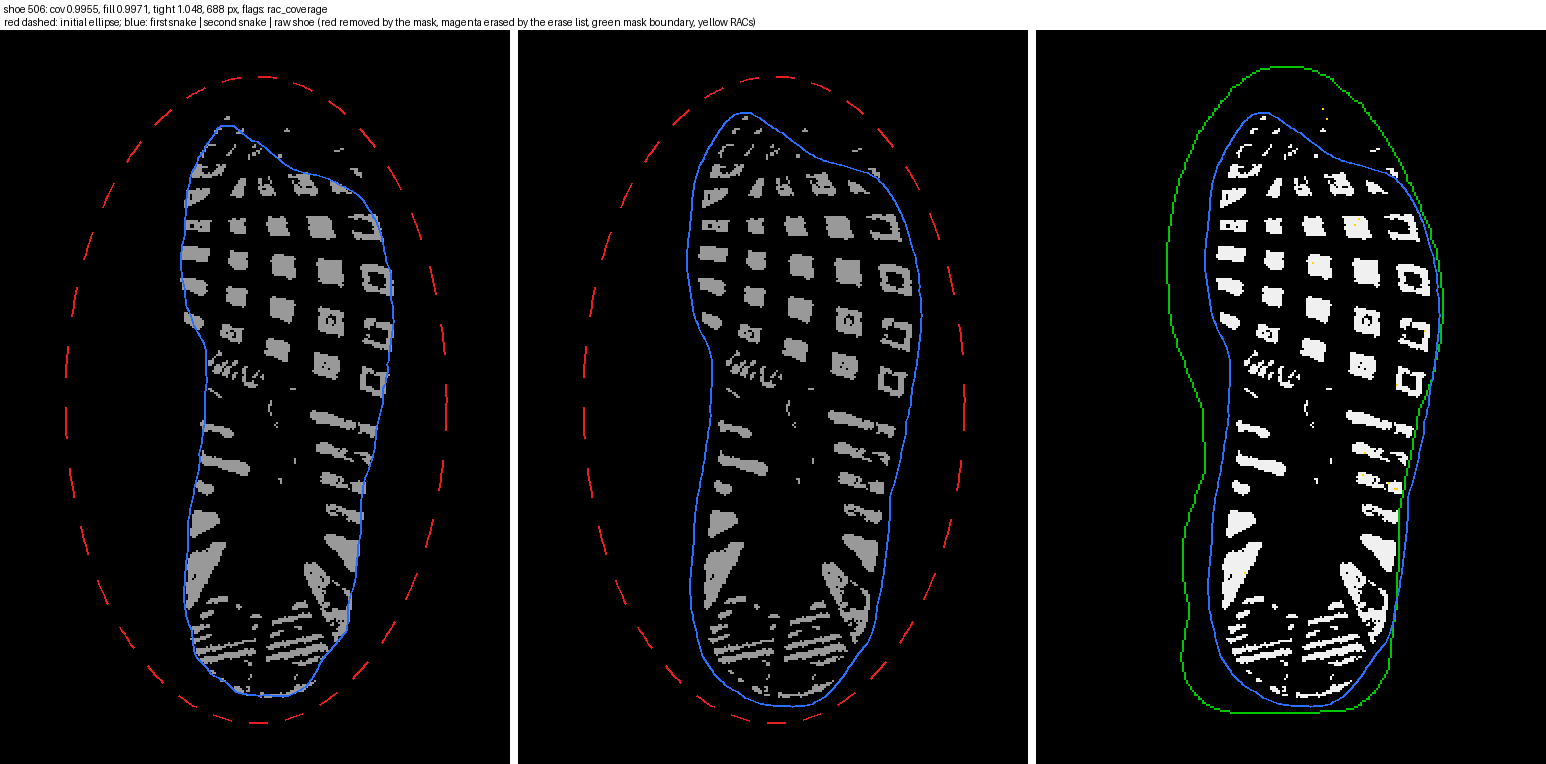 shoe 506: cov 0.9955, fill 0.9971, tight 1.048, 688 px, flags: rac_coverage
red dashed: initial ellipse; blue: first snake | second snake | raw shoe (red removed by the mask, magenta erased by the erase list, green mask boundary, yellow RACs)